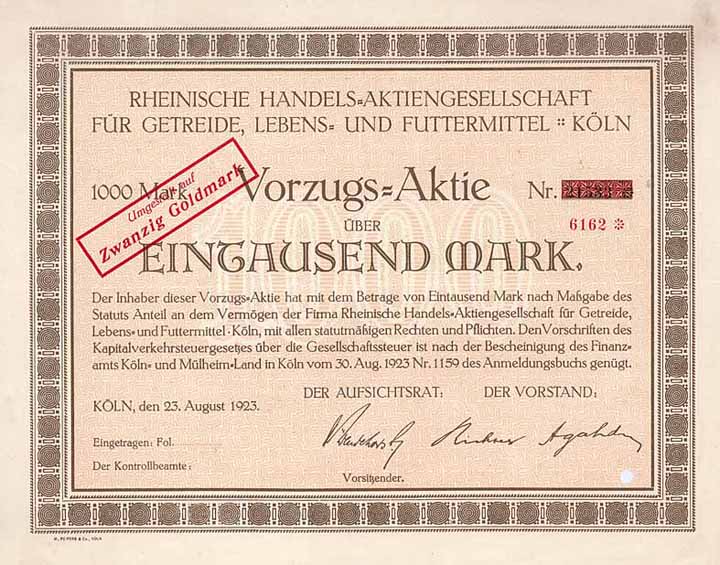 RHEINISCHE HANDELS=AKTIENGESELLSCHAFT
FÜR GETREIDE, LEBENS= UND FUTTERMITTEL :: KÖLN
Umgestellt auf
Zwanzig Goldmark
1000 Mark Vorzugs=Aktie Nr.
6162 *
ÜBER
EINTAUSEND MARK.
Der Inhaber dieser Vorzugs=Aktie hat mit dem Betrage von Eintausend Mark nach Maßgabe des
Statuts Anteil an dem Vermögen der Firma Rheinische Handels=Aktiengesellschaft für Getreide,
Lebens= und Futtermittel · Köln, mit allen statutmäßigen Rechten und Pflichten. Den Vorschriften des
Kapitalverkehrsteuergesetzes über die Gesellschaftssteuer ist nach der Bescheinigung des Finanz=
amts Köln= und Mülheim=Land in Köln vom 30. Aug. 1923 Nr. 1159 des Anmeldungsbuchs genügt.
DER AUFSICHTSRAT: DER VORSTAND:
KÖLN, den 23. August 1923.
Eingetragen: Fol.
Der Kontrollbeamte:
Vorsitzender.